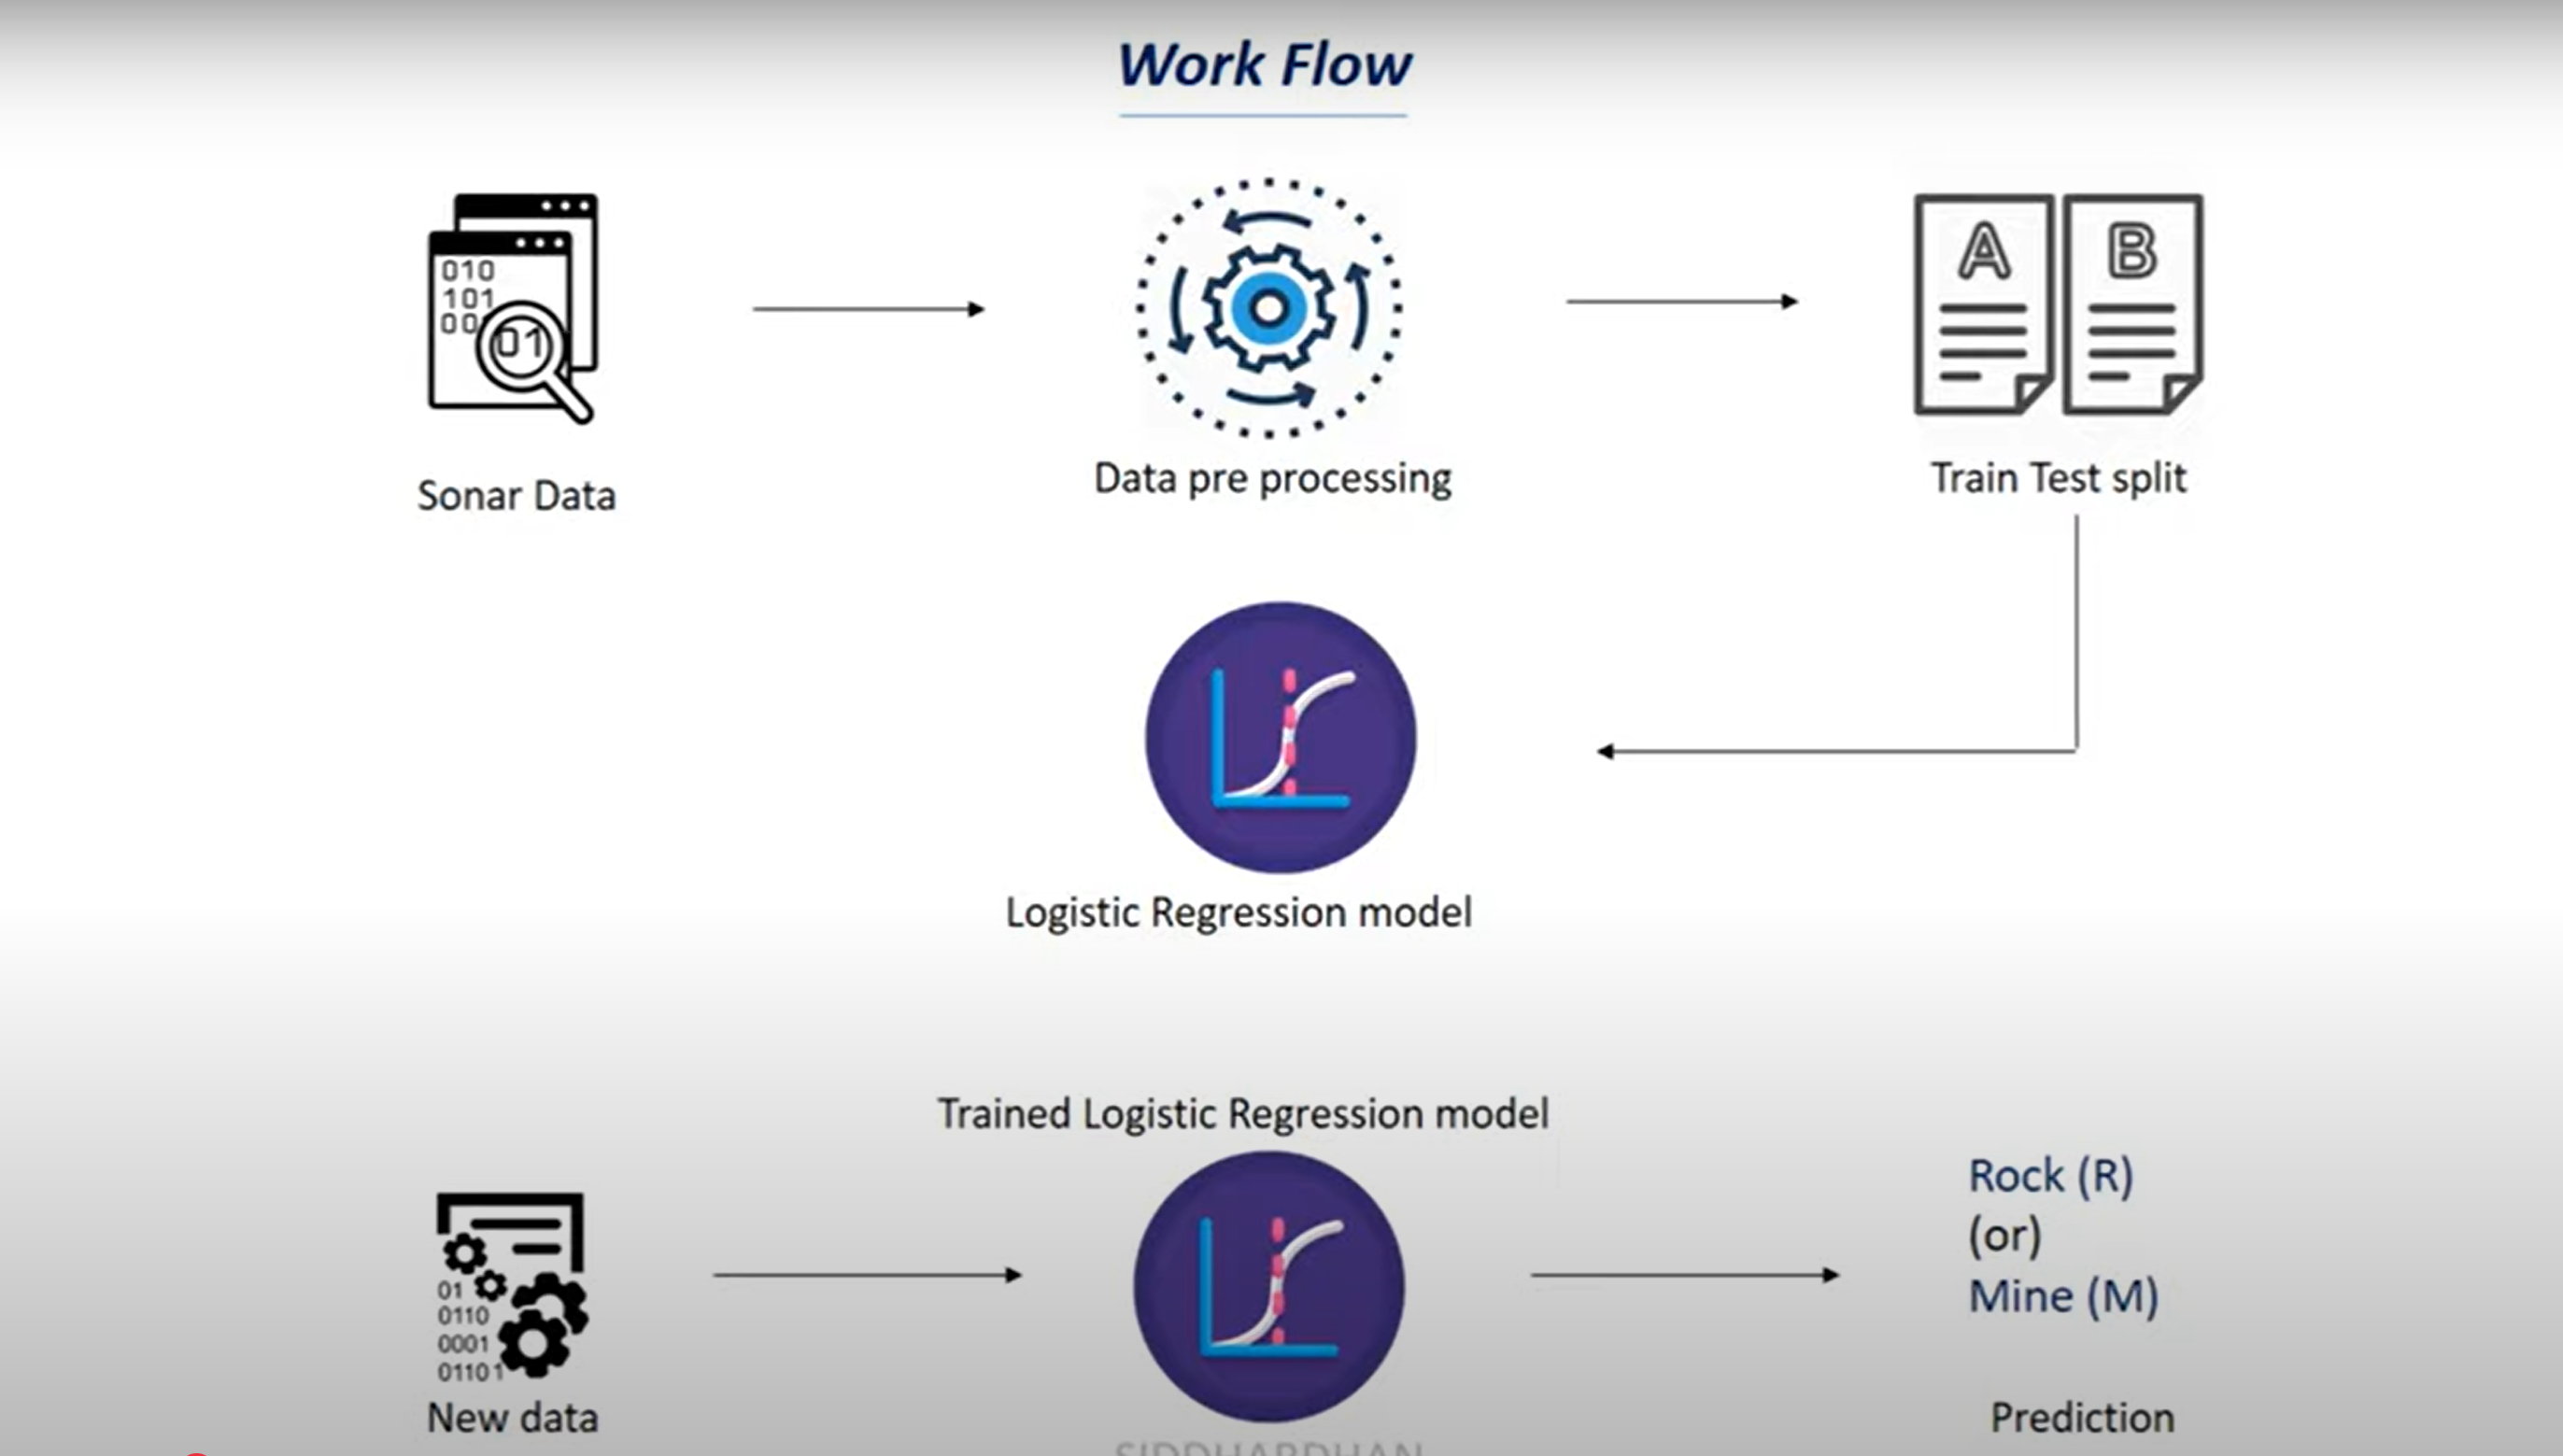 Work Flow
010
101
00
01
A
B
Sonar Data
Data pre processing
Train Test split
Logistic Regression model
Trained Logistic Regression model
Rock (R)
(or)
Mine (M)
01
0110
0001
01101
New data
Prediction
SIDDHARDHAN